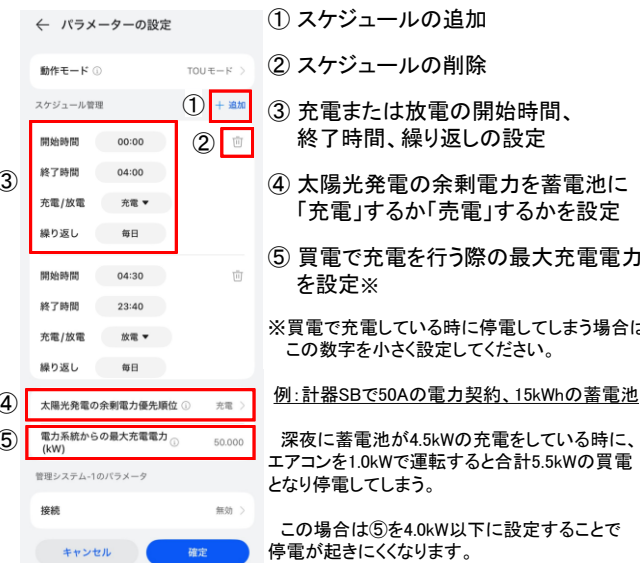 ← パラメーターの設定
動作モード ⓘ TOUモード >
スケジュール管理 ① + 追加
開始時間 00:00 ②
終了時間 04:00
③
充電/放電 充電 ▼
繰り返し 毎日
開始時間 04:30
終了時間 23:40
充電/放電 放電 ▼
繰り返し 毎日
④ 太陽光発電の余剰電力優先順位 ⓘ 充電 >
⑤ 電力系統からの最大充電電力 ⓘ 50.000
(kW)
管理システム-1のパラメータ
接続 無効 >
キャンセル 確定
① スケジュールの追加
② スケジュールの削除
③ 充電または放電の開始時間、
終了時間、繰り返しの設定
④ 太陽光発電の余剰電力を蓄電池に
「充電」するか「売電」するかを設定
⑤ 買電で充電を行う際の最大充電電力
を設定※
※買電で充電している時に停電してしまう場合は
この数字を小さく設定してください。
例:計器SBで50Aの電力契約、15kWhの蓄電池
深夜に蓄電池が4.5kWの充電をしている時に、
エアコンを1.0kWで運転すると合計5.5kWの買電
となり停電してしまう。
この場合は⑤を4.0kW以下に設定することで
停電が起きにくくなります。